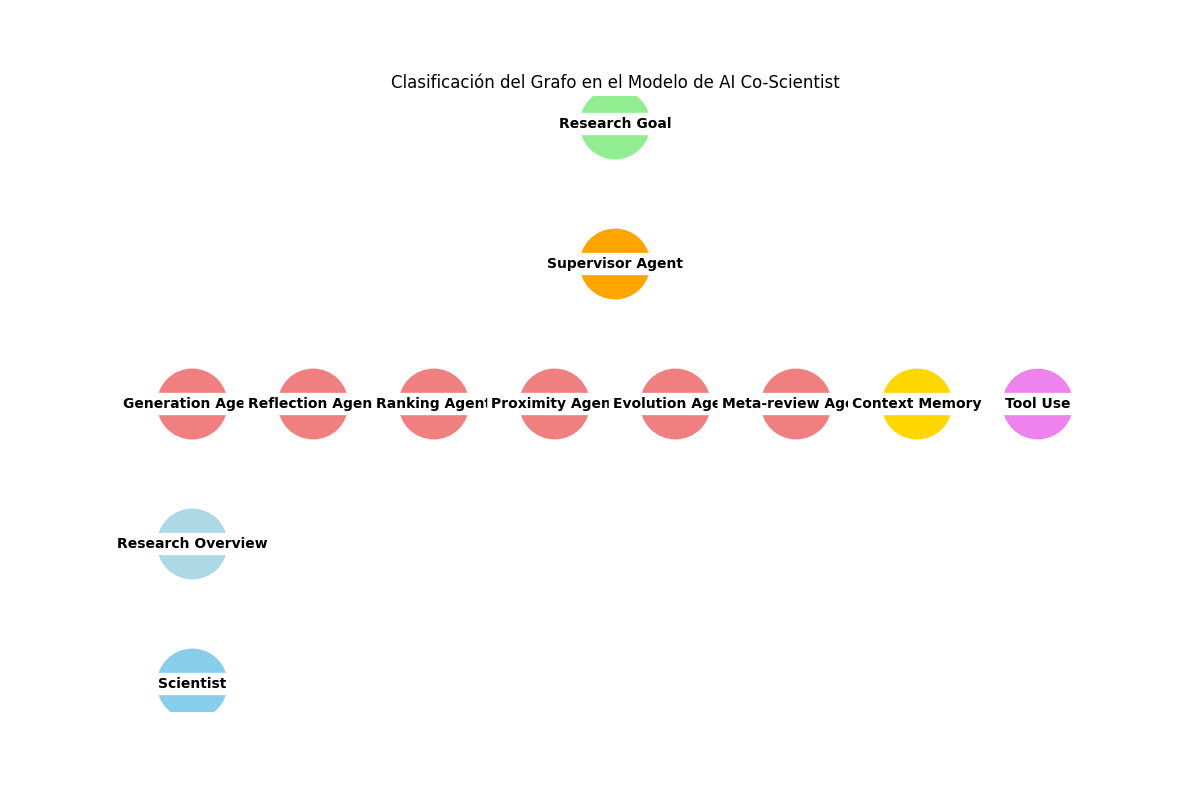 Clasificación del Grafo en el Modelo de AI Co-Scientist
Research Goal
Supervisor Agent
Generation Age
Reflection Agen
Ranking Agent
Proximity Agen
Evolution Age
Meta-review Age
Context Memory
Tool Use
Research Overview
Scientist